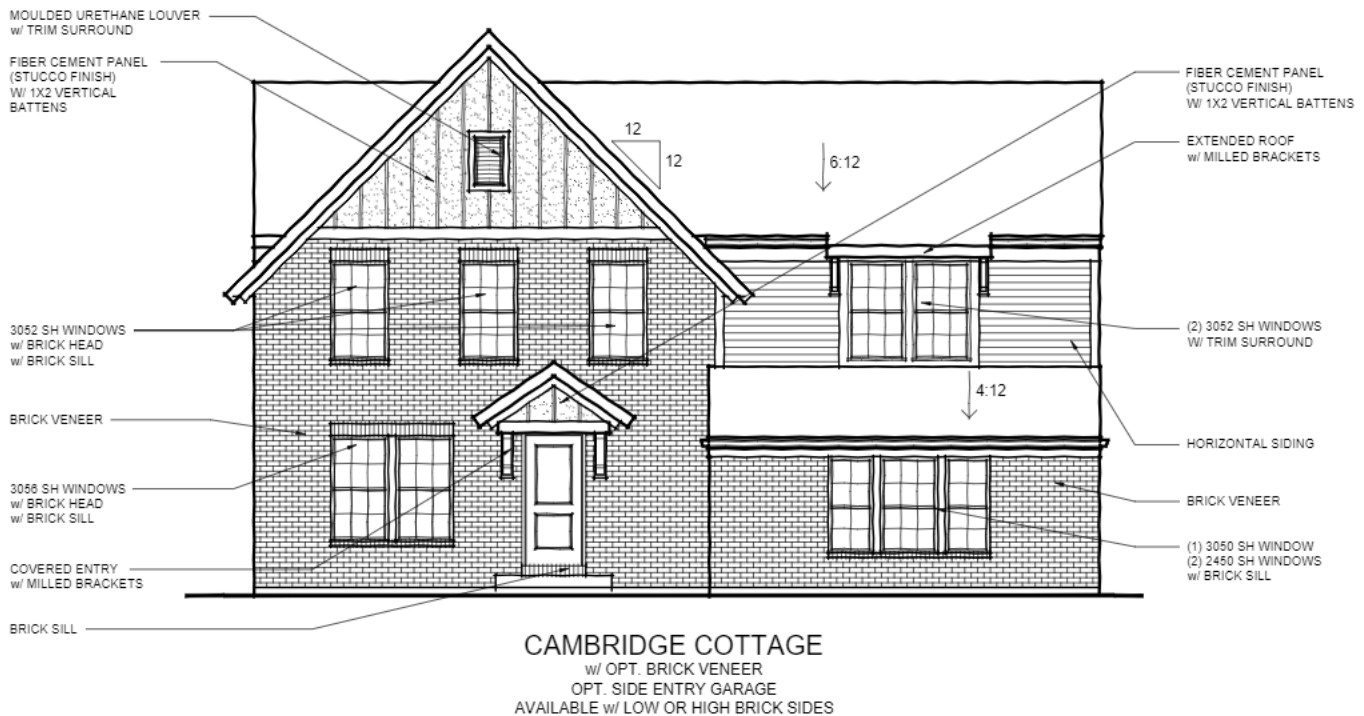 MOULDED URETHANE LOUVER
w/ TRIM SURROUND
FIBER CEMENT PANEL
(STUCCO FINISH)
W/ 1X2 VERTICAL
BATTENS
3052 SH WINDOWS
w/ BRICK HEAD
w/ BRICK SILL
BRICK VENEER
3056 SH WINDOWS
w/ BRICK HEAD
w/ BRICK SILL
COVERED ENTRY
w/ MILLED BRACKETS
BRICK SILL
12
12
6:12
4:12
FIBER CEMENT PANEL
(STUCCO FINISH)
W/ 1X2 VERTICAL BATTENS
EXTENDED ROOF
w/ MILLED BRACKETS
(2) 3052 SH WINDOWS
W/ TRIM SURROUND
HORIZONTAL SIDING
BRICK VENEER
(1) 3050 SH WINDOW
(2) 2450 SH WINDOWS
w/ BRICK SILL
CAMBRIDGE COTTAGE
w/ OPT. BRICK VENEER
OPT. SIDE ENTRY GARAGE
AVAILABLE w/ LOW OR HIGH BRICK SIDES